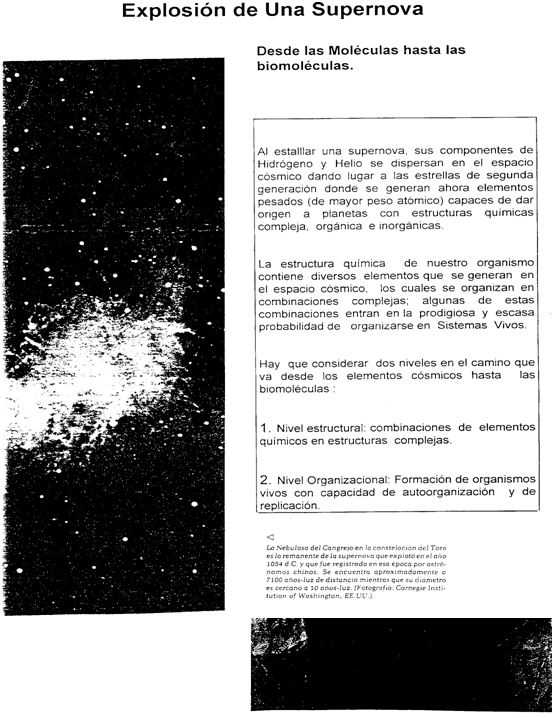 Explosión de Una Supernova
Desde las Moléculas hasta las
biomoléculas.
Al estalllar una supernova, sus componentes de
Hidrógeno y Helio se dispersan en el espacio
cósmico dando lugar a las estrellas de segunda
generación donde se generan ahora elementos
pesados (de mayor peso atómico) capaces de dar
origen a planetas con estructuras químicas
compleja, orgánica e inorgánicas.
La estructura química de nuestro organismo
contiene diversos elementos que se generan en
el espacio cósmico, los cuales se organizan en
combinaciones complejas; algunas de estas
combinaciones entran en la prodigiosa y escasa
probabilidad de organizarse en Sistemas Vivos.
Hay que considerar dos niveles en el camino que
va desde los elementos cósmicos hasta las
biomoléculas :
1. Nivel estructural: combinaciones de elementos
químicos en estructuras complejas.
2. Nivel Organizacional: Formación de organismos
vivos con capacidad de autoorganización y de
replicación.
La Nebulosa del Cangrejo en la constelación del Toro
es la remanente de la supernova que explotó en el año
1054 d.C. y que fue registrada en esa época por astró-
nomos chinos. Se encuentra aproximadamente a
7100 años-luz de distancia mientras que su diámetro
es cercano a 10 años-luz. (Fotografía: Carnegie Insti-
tution of Washington, EE.UU.).